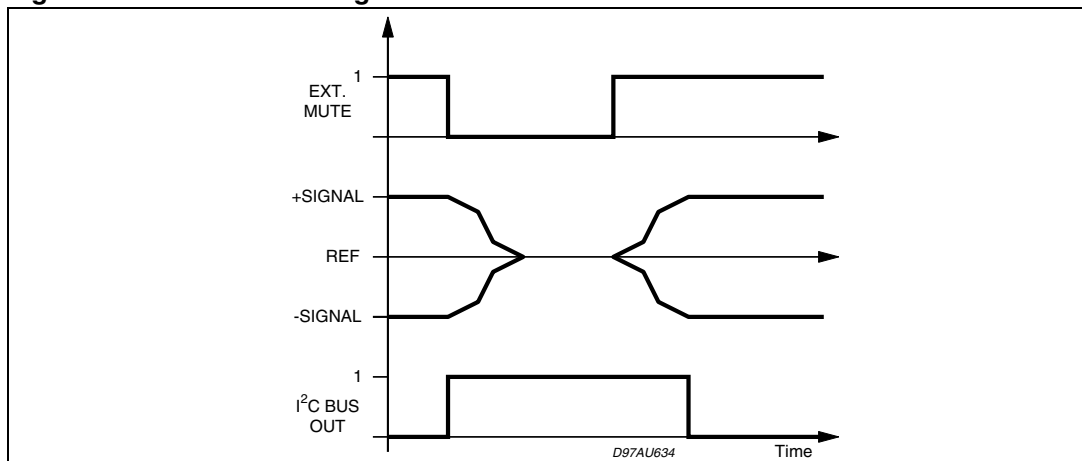 1
EXT.
MUTE
+SIGNAL
REF
-SIGNAL
1
I²C BUS
OUT
D97AU634
Time